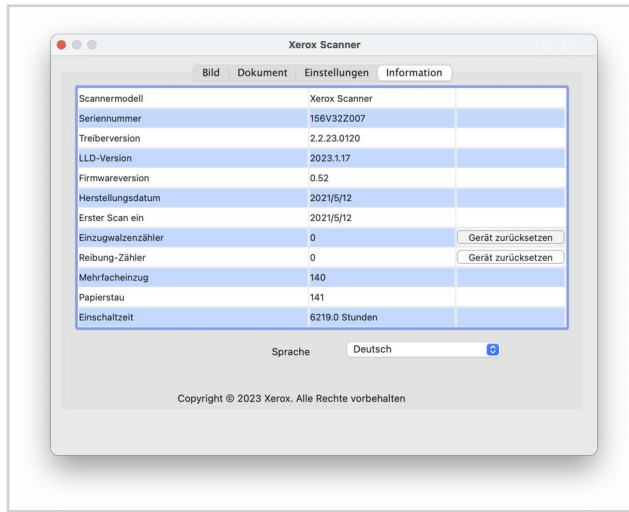 Xerox Scanner
Bild Dokument Einstellungen Information
Scannermodell Xerox Scanner
Seriennummer 156V32Z007
Treiberversion 2.2.23.0120
LLD-Version 2023.1.17
Firmwareversion 0.52
Herstellungsdatum 2021/5/12
Erster Scan ein 2021/5/12
Einzugwalzenzähler 0 Gerät zurücksetzen
Reibung-Zähler 0 Gerät zurücksetzen
Mehrfacheinzug 140
Papierstau 141
Einschaltzeit 6219.0 Stunden
Sprache Deutsch
Copyright © 2023 Xerox. Alle Rechte vorbehalten